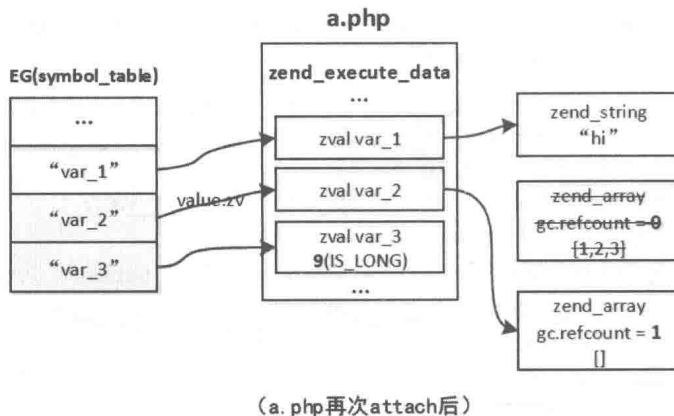 a.php
EG(symbol_table)
...
“var_1”
“var_2”
“var_3”
value.zv
zend_execute_data
...
zval var_1
zval var_2
zval var_3
9(IS_LONG)
...
zend_string
“hi”
zend_array
gc.refcount = 0
[1,2,3]
zend_array
gc.refcount = 1
[]
（a.php再次attach后）